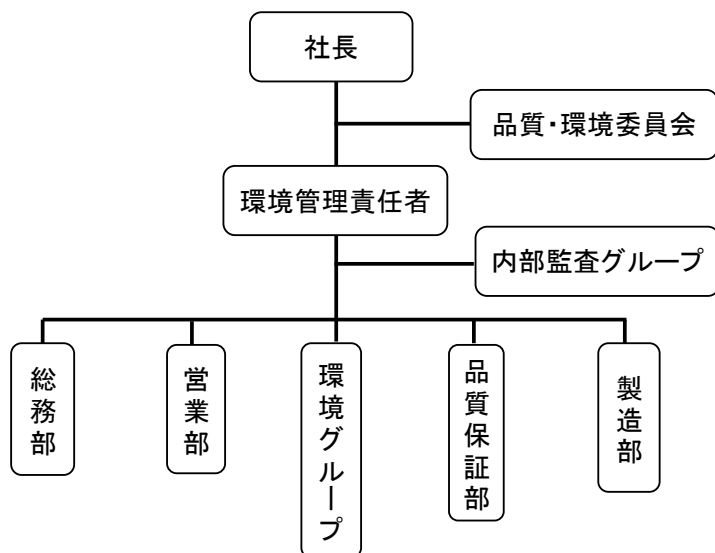 社長
品質・環境委員会
環境管理責任者
内部監査グループ
総務部
営業部
環境グループ
品質保証部
製造部